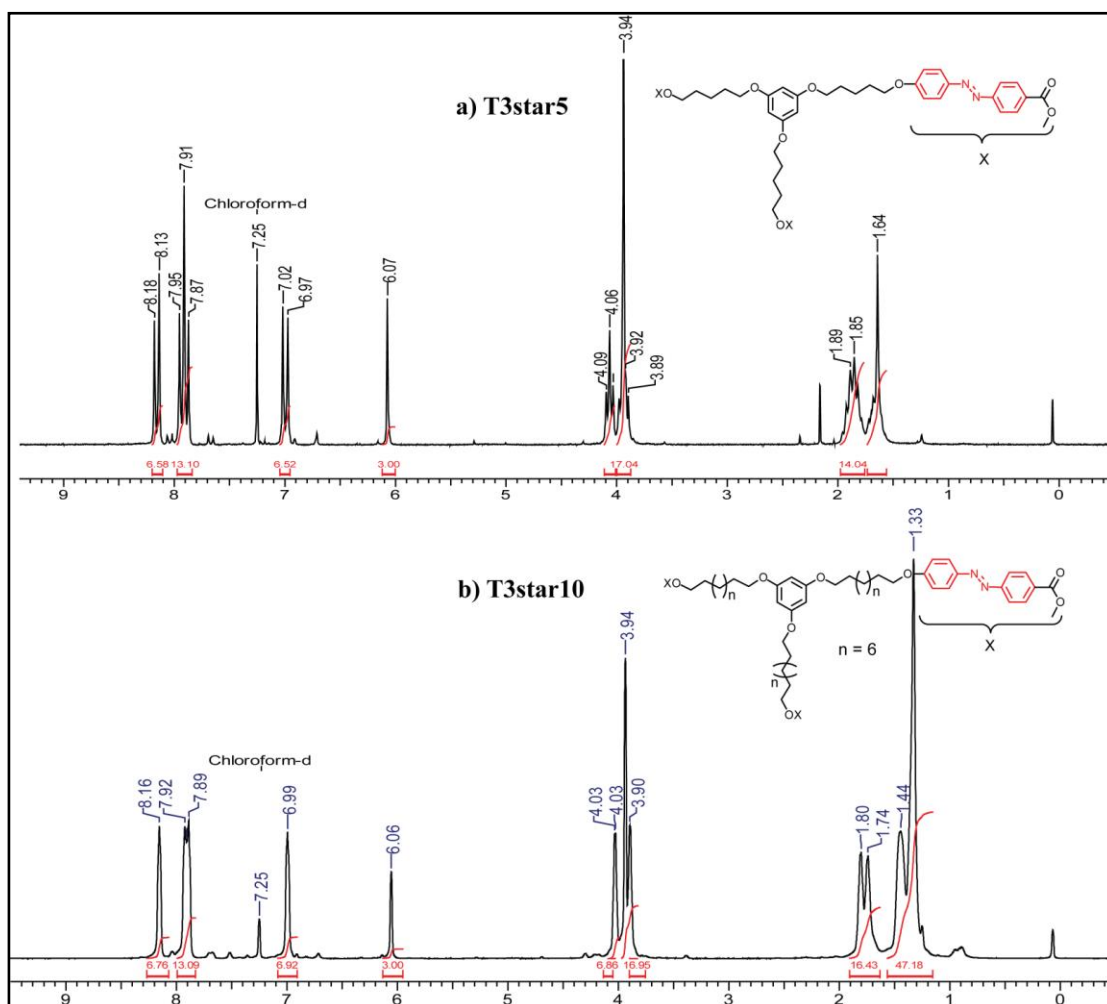 a) T3star5
3.94
XO
O
O
O
N
N
O
O
X
O
OX
7.91
8.13
8.18
7.95
7.87
Chloroform-d
7.25
7.02
6.97
6.07
4.06
4.09
3.92
3.89
1.64
1.89
1.85
6.58 13.10 6.52 3.00 17.04 14.04
9 8 7 6 5 4 3 2 1 0
b) T3star10
1.33
XO
n
O
O
n
O
N
N
O
O
X
O
n = 6
n
OX
3.94
Chloroform-d
8.16
7.92
7.89
7.25
6.99
6.06
4.03
4.03
3.90
1.80
1.74
1.44
6.76 13.09 6.92 3.00 6.86 16.95 16.43 47.18
9 8 7 6 5 4 3 2 1 0